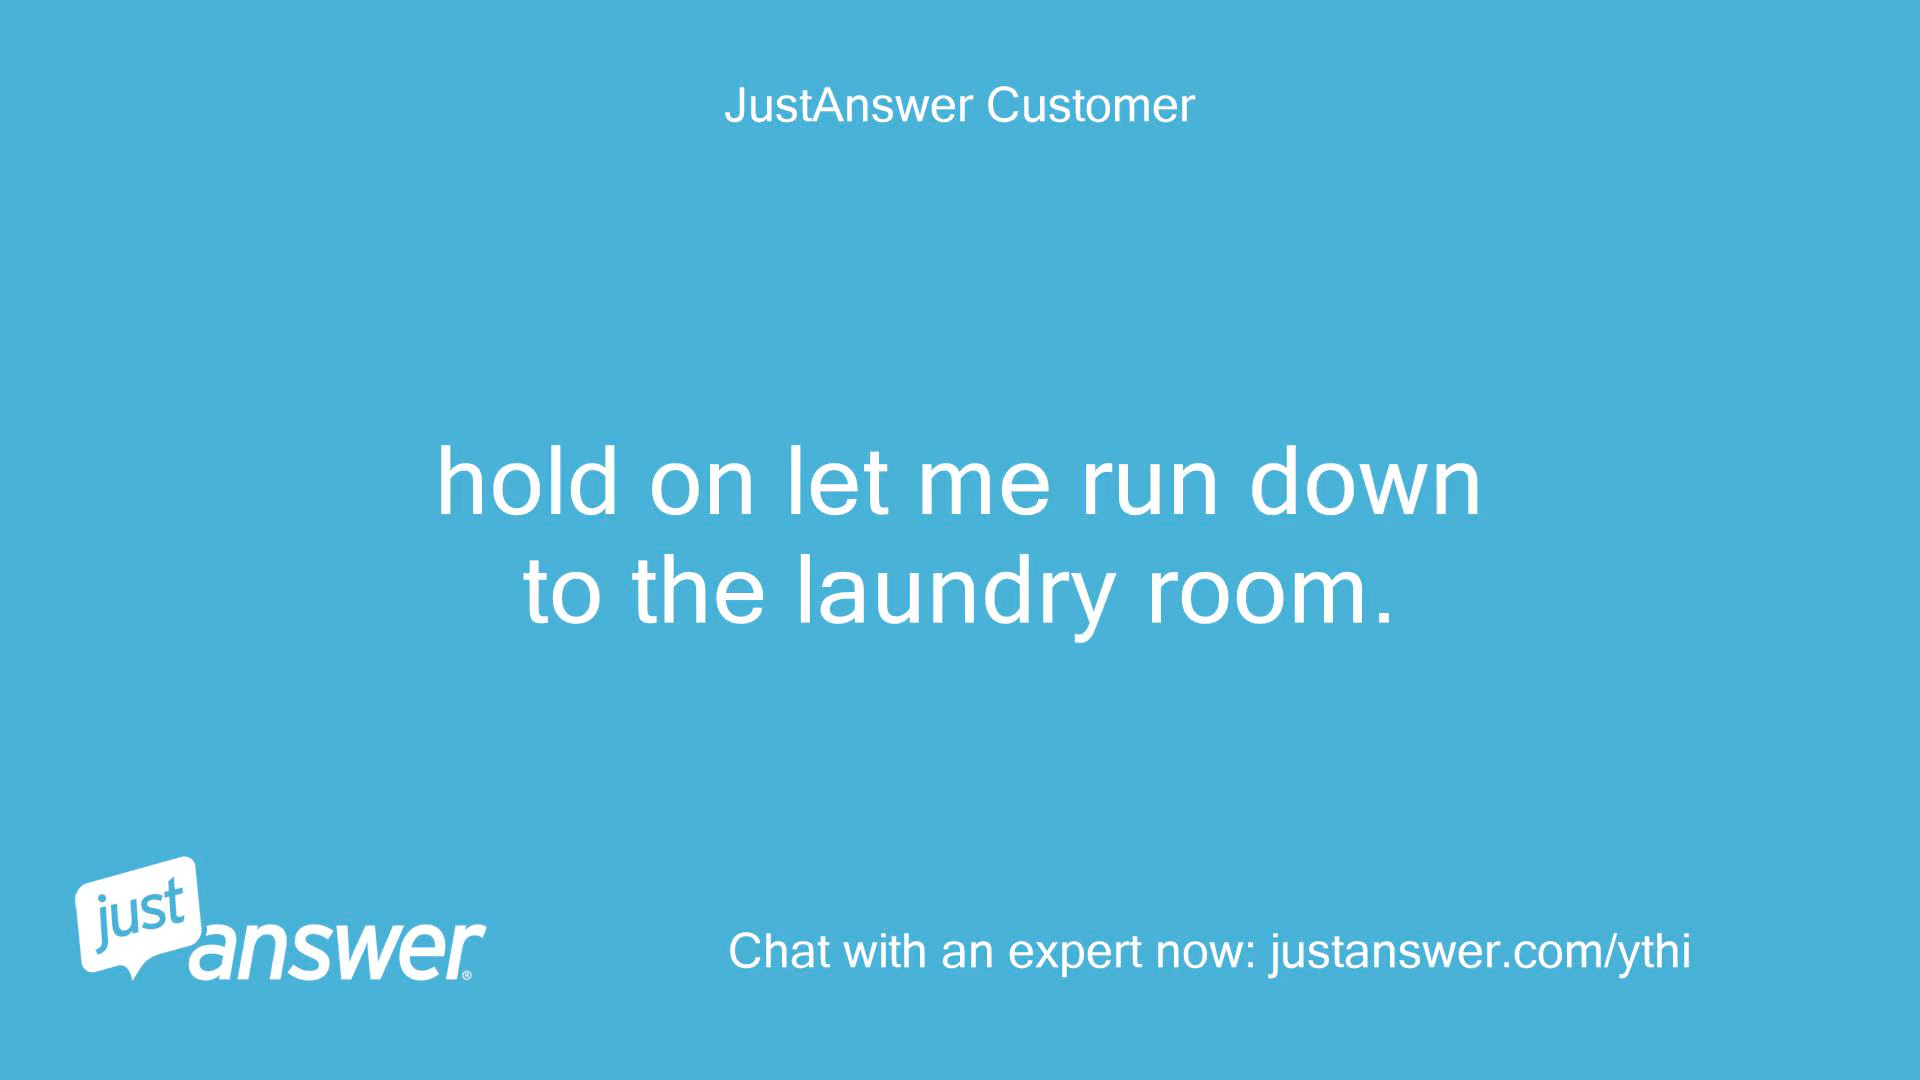 JustAnswer Customer
hold on let me run down
to the laundry room.
just
answer®
Chat with an expert now: justanswer.com/ythi